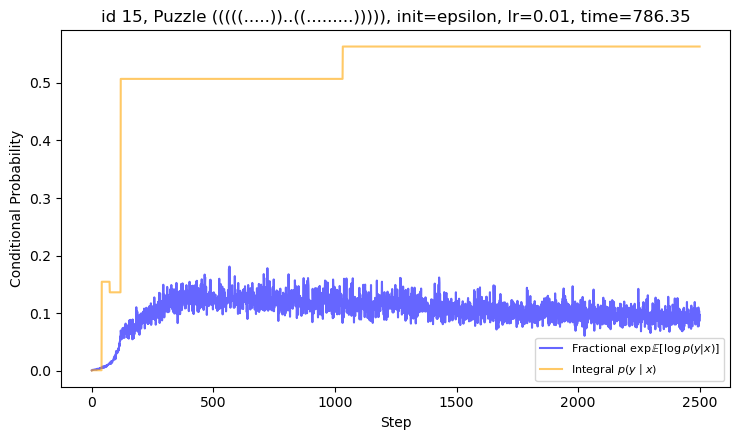 id 15, Puzzle (((((.....))..((.........))))), init=epsilon, lr=0.01, time=786.35
Conditional Probability
0.5
0.4
0.3
0.2
0.1
0.0
Fractional exp 𝔼[log p(y|x)]
Integral p(y | x)
0
500
1000
1500
2000
2500
Step